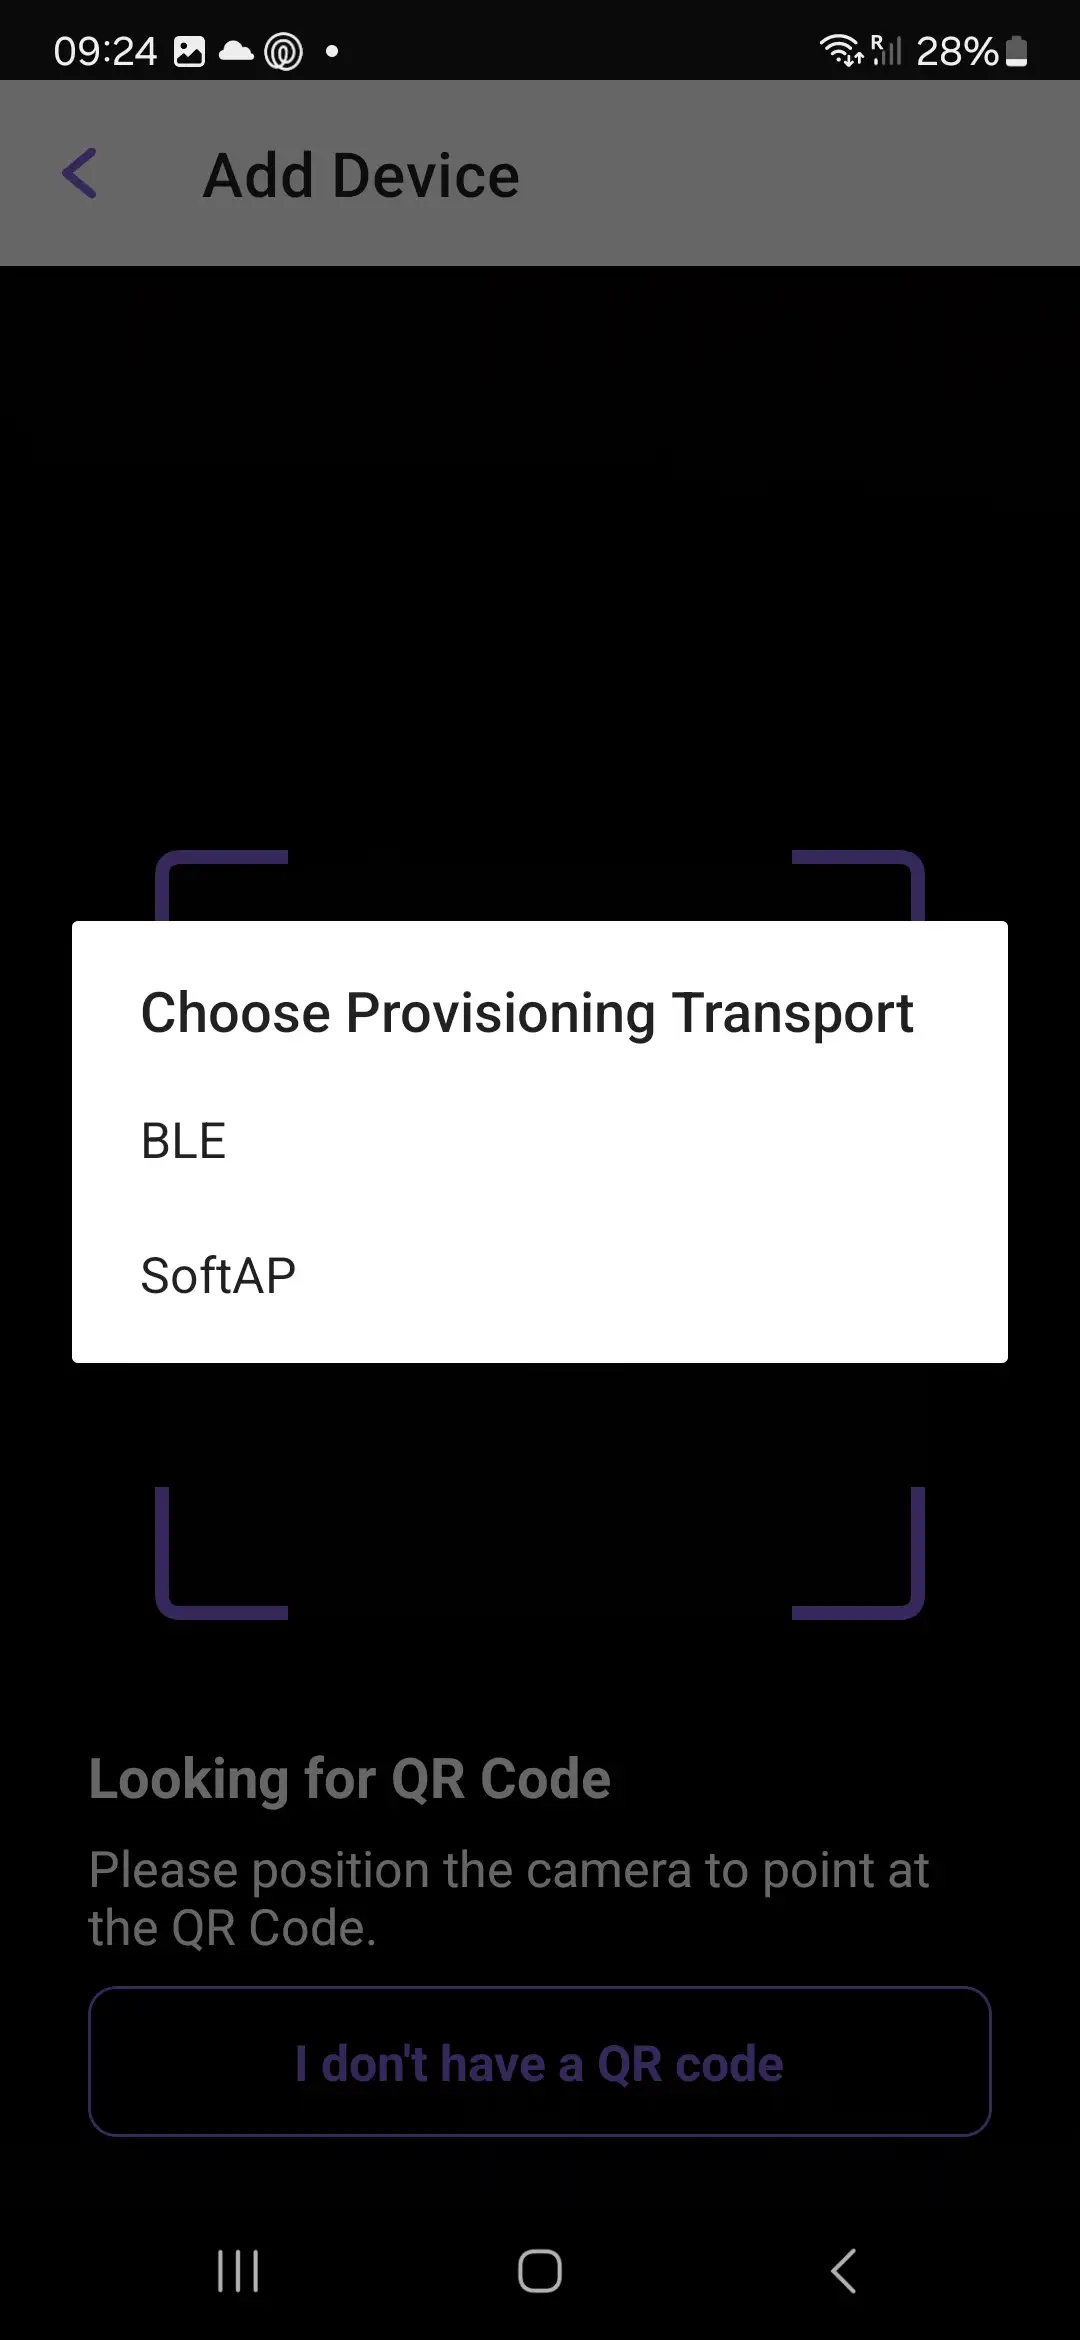 09:24
R
28%
Add Device
Choose Provisioning Transport
BLE
SoftAP
Looking for QR Code
Please position the camera to point at
the QR Code.
I don't have a QR code